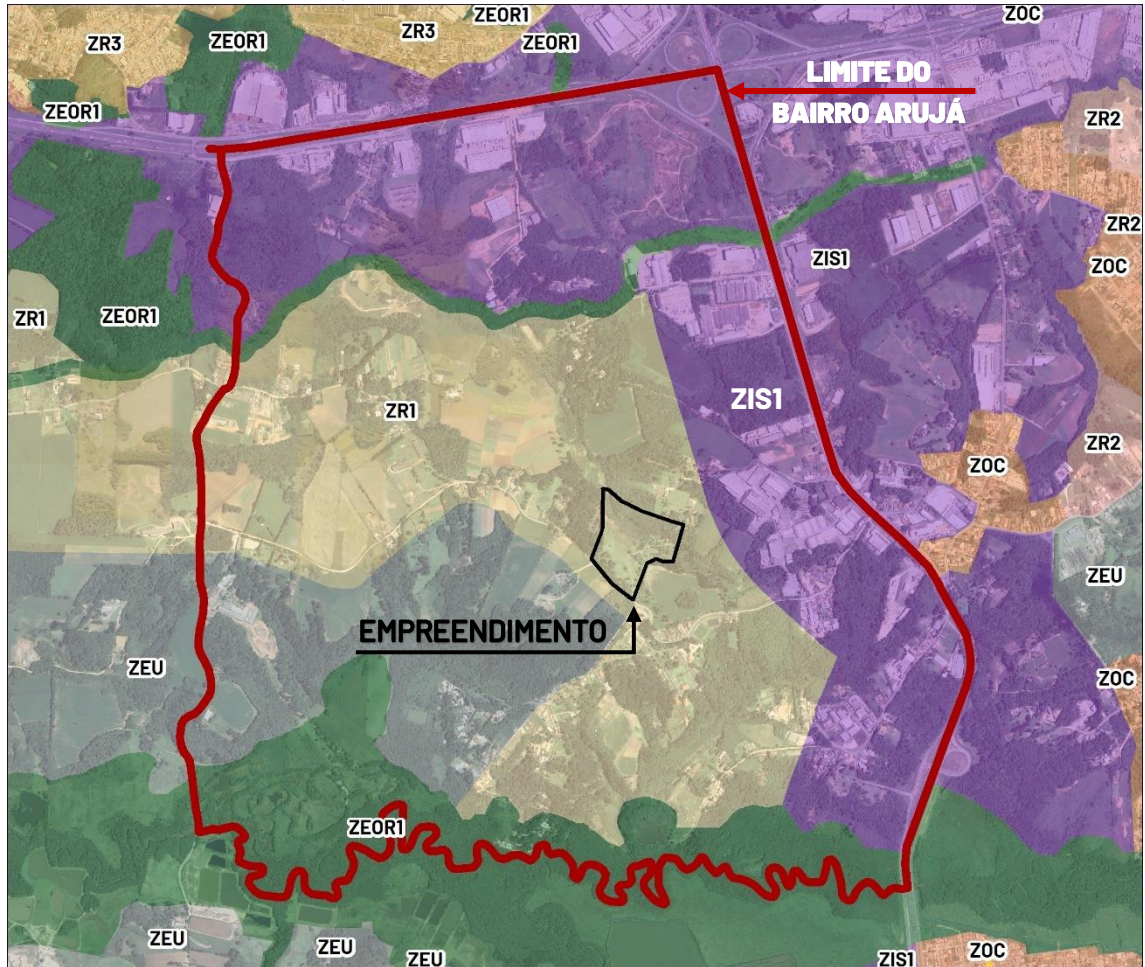 ZEOR1
ZOC
ZR3
ZEOR1
ZR3
ZEOR1
LIMITE DO
BAIRRO ARUJÁ
ZEOR1
ZR2
ZR2
ZIS1
ZOC
ZR1
ZEOR1
ZIS1
ZR1
ZR2
ZOC
ZEU
EMPREENDIMENTO
ZEU
ZOC
ZEOR1
ZEU
ZEU
ZEU
ZIS1
ZOC